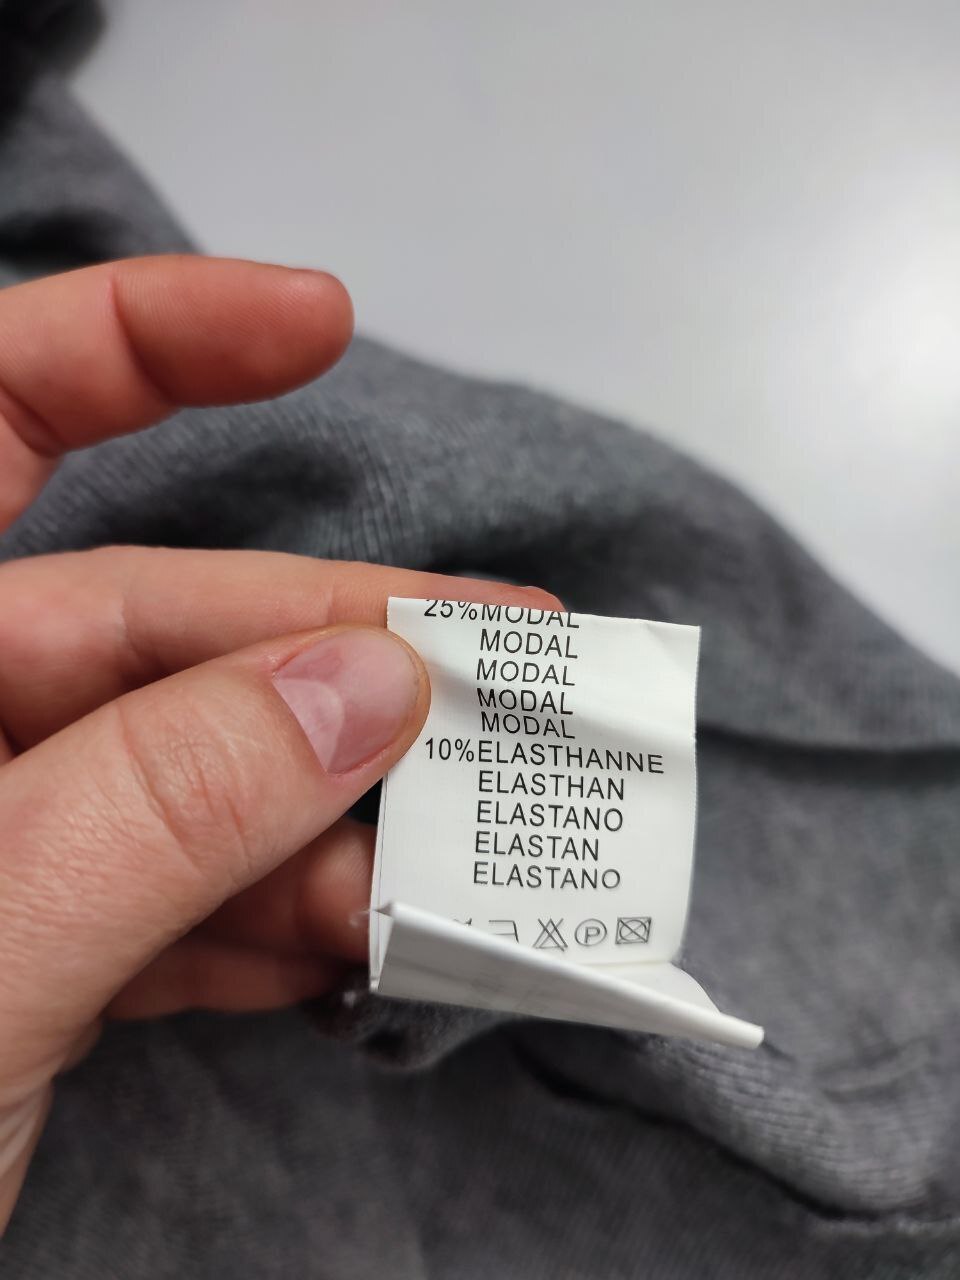 25%MODAL
MODAL
MODAL
MODAL
MODAL
10%ELASTHANNE
ELASTHAN
ELASTANO
ELASTAN
ELASTANO
P